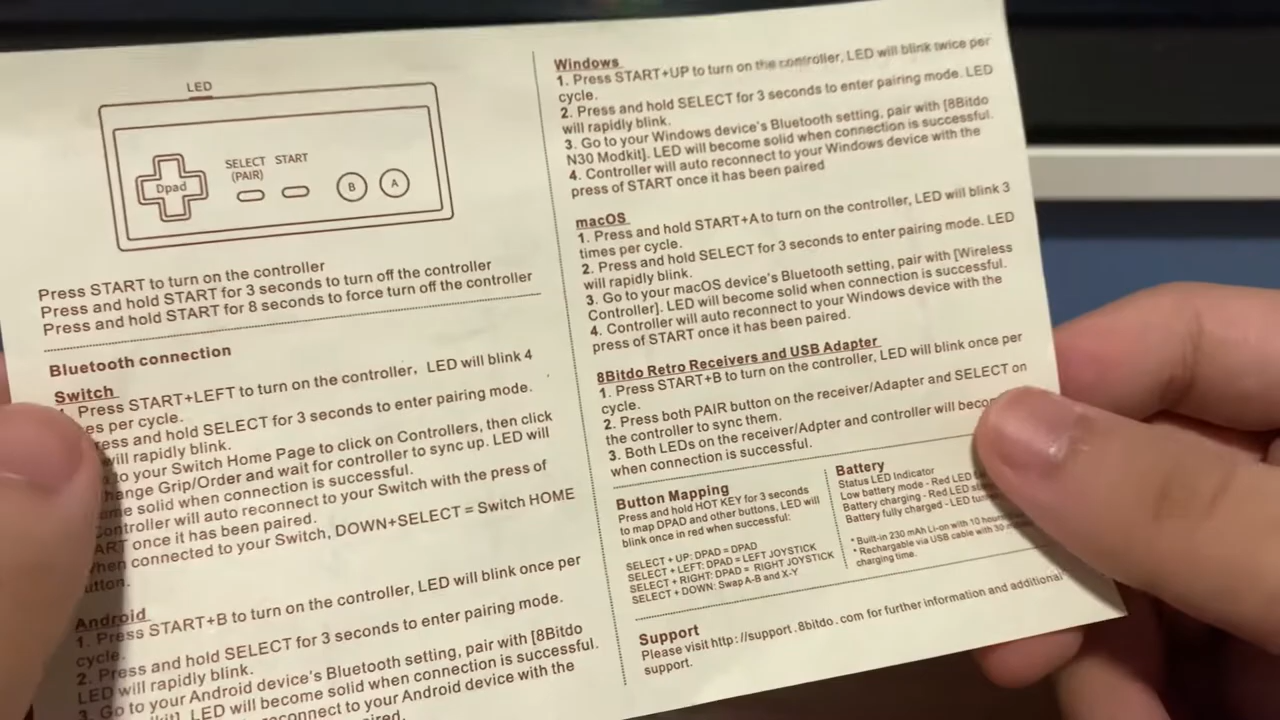 LED
SELECT START
(PAIR)
Dpad
B
A
Press START to turn on the controller
Press and hold START for 3 seconds to turn off the controller
Press and hold START for 8 seconds to force turn off the controller
Bluetooth connection
Switch
Press START+LEFT to turn on the controller, LED will blink 4
es per cycle.
ress and hold SELECT for 3 seconds to enter pairing mode.
will rapidly blink.
to your Switch Home Page to click on Controllers, then click
hange Grip/Order and wait for controller to sync up. LED will
me solid when connection is successful.
ontroller will auto reconnect to your Switch with the press of
ART once it has been paired.
hen connected to your Switch, DOWN+SELECT = Switch HOME
utton.
Android
1. Press START+B to turn on the controller, LED will blink once per
cycle.
2. Press and hold SELECT for 3 seconds to enter pairing mode.
LED will rapidly blink.
3. Go to your Android device's Bluetooth setting, pair with [8Bitdo
kit]. LED will become solid when connection is successful.
reconnect to your Android device with the
ired.
Windows
1. Press START+UP to turn on the controller, LED will blink twice per
cycle.
2. Press and hold SELECT for 3 seconds to enter pairing mode. LED
will rapidly blink.
3. Go to your Windows device's Bluetooth setting, pair with [8Bitdo
N30 Modkit]. LED will become solid when connection is successful.
4. Controller will auto reconnect to your Windows device with the
press of START once it has been paired
macOS
1. Press and hold START+A to turn on the controller, LED will blink 3
times per cycle.
2. Press and hold SELECT for 3 seconds to enter pairing mode. LED
will rapidly blink.
3. Go to your macOS device's Bluetooth setting, pair with [Wireless
Controller]. LED will become solid when connection is successful.
4. Controller will auto reconnect to your Windows device with the
press of START once it has been paired.
8Bitdo Retro Receivers and USB Adapter
1. Press START+B to turn on the controller, LED will blink once per
cycle.
2. Press both PAIR button on the receiver/Adapter and SELECT on
the controller to sync them.
3. Both LEDs on the receiver/Adpter and controller will becor
when connection is successful.
Button Mapping
Press and hold HOT KEY for 3 seconds
to map DPAD and other buttons, LED will
blink once in red when successful:
SELECT + UP: DPAD = DPAD
SELECT + LEFT: DPAD = LEFT JOYSTICK
SELECT + RIGHT: DPAD = RIGHT JOYSTICK
SELECT + DOWN: Swap A-B and X-Y
Battery
Status LED Indicator
Low battery mode - Red LED
Battery charging - Red LED
Battery fully charged - LED
* Built-in 230 mAh Li-on with 10
* Rechargable via USB cable with 30
charging time.
Support
Please visit http://support.8bitdo.com for further information and additional
support.